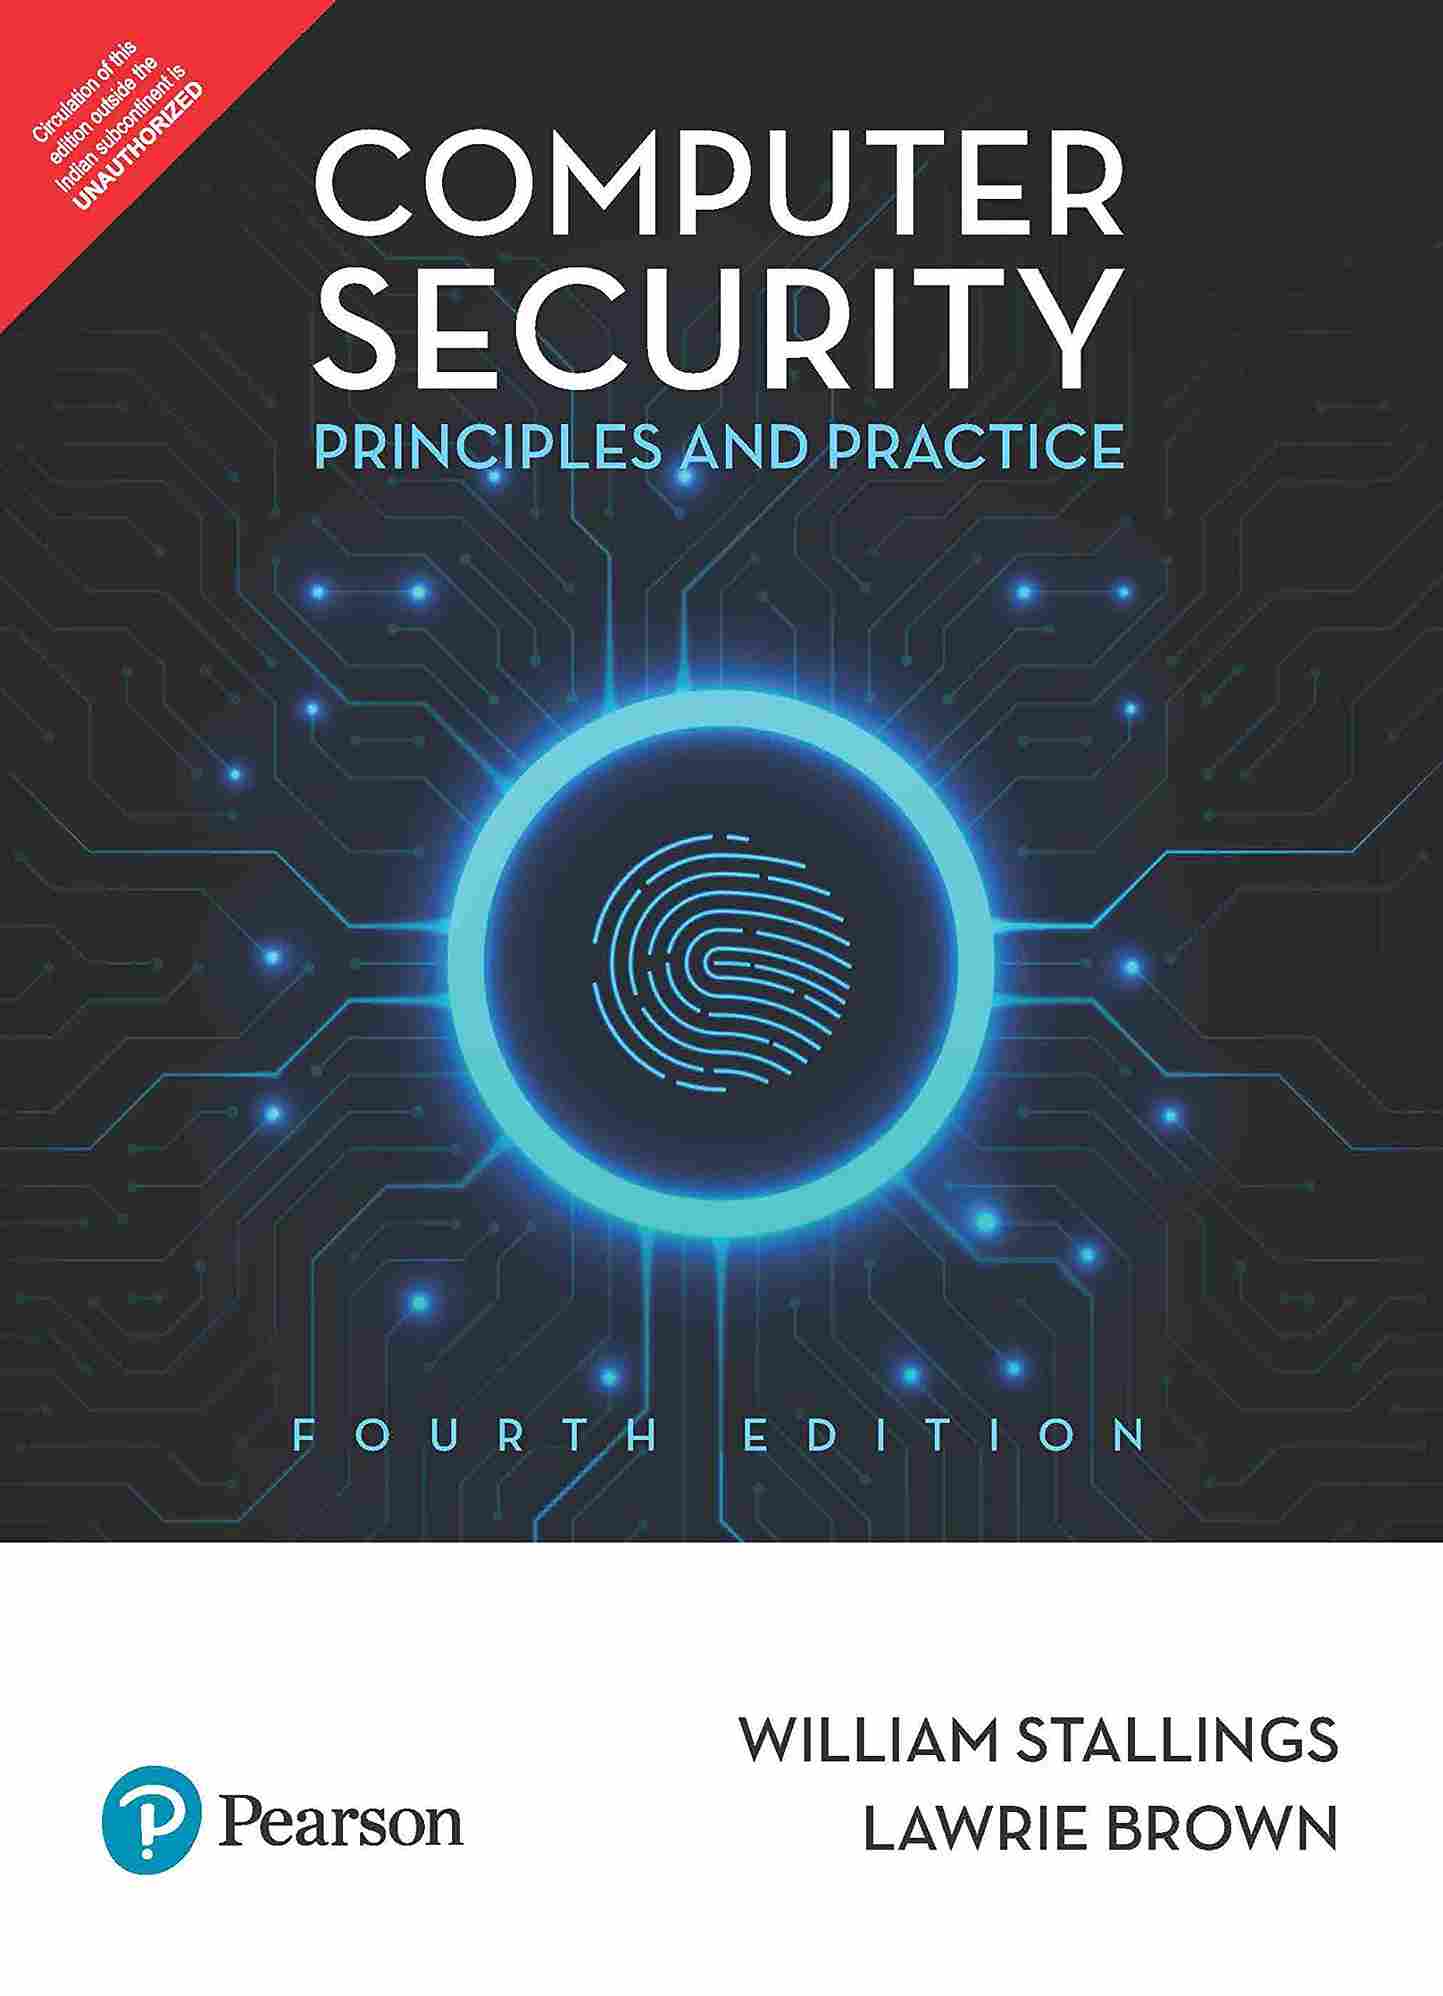 Circulation of this
edition outside the
Indian subcontinent is
UNAUTHORIZED
COMPUTER
SECURITY
PRINCIPLES AND PRACTICE
FOURTH EDITION
WILLIAM STALLINGS
LAWRIE BROWN
Pearson